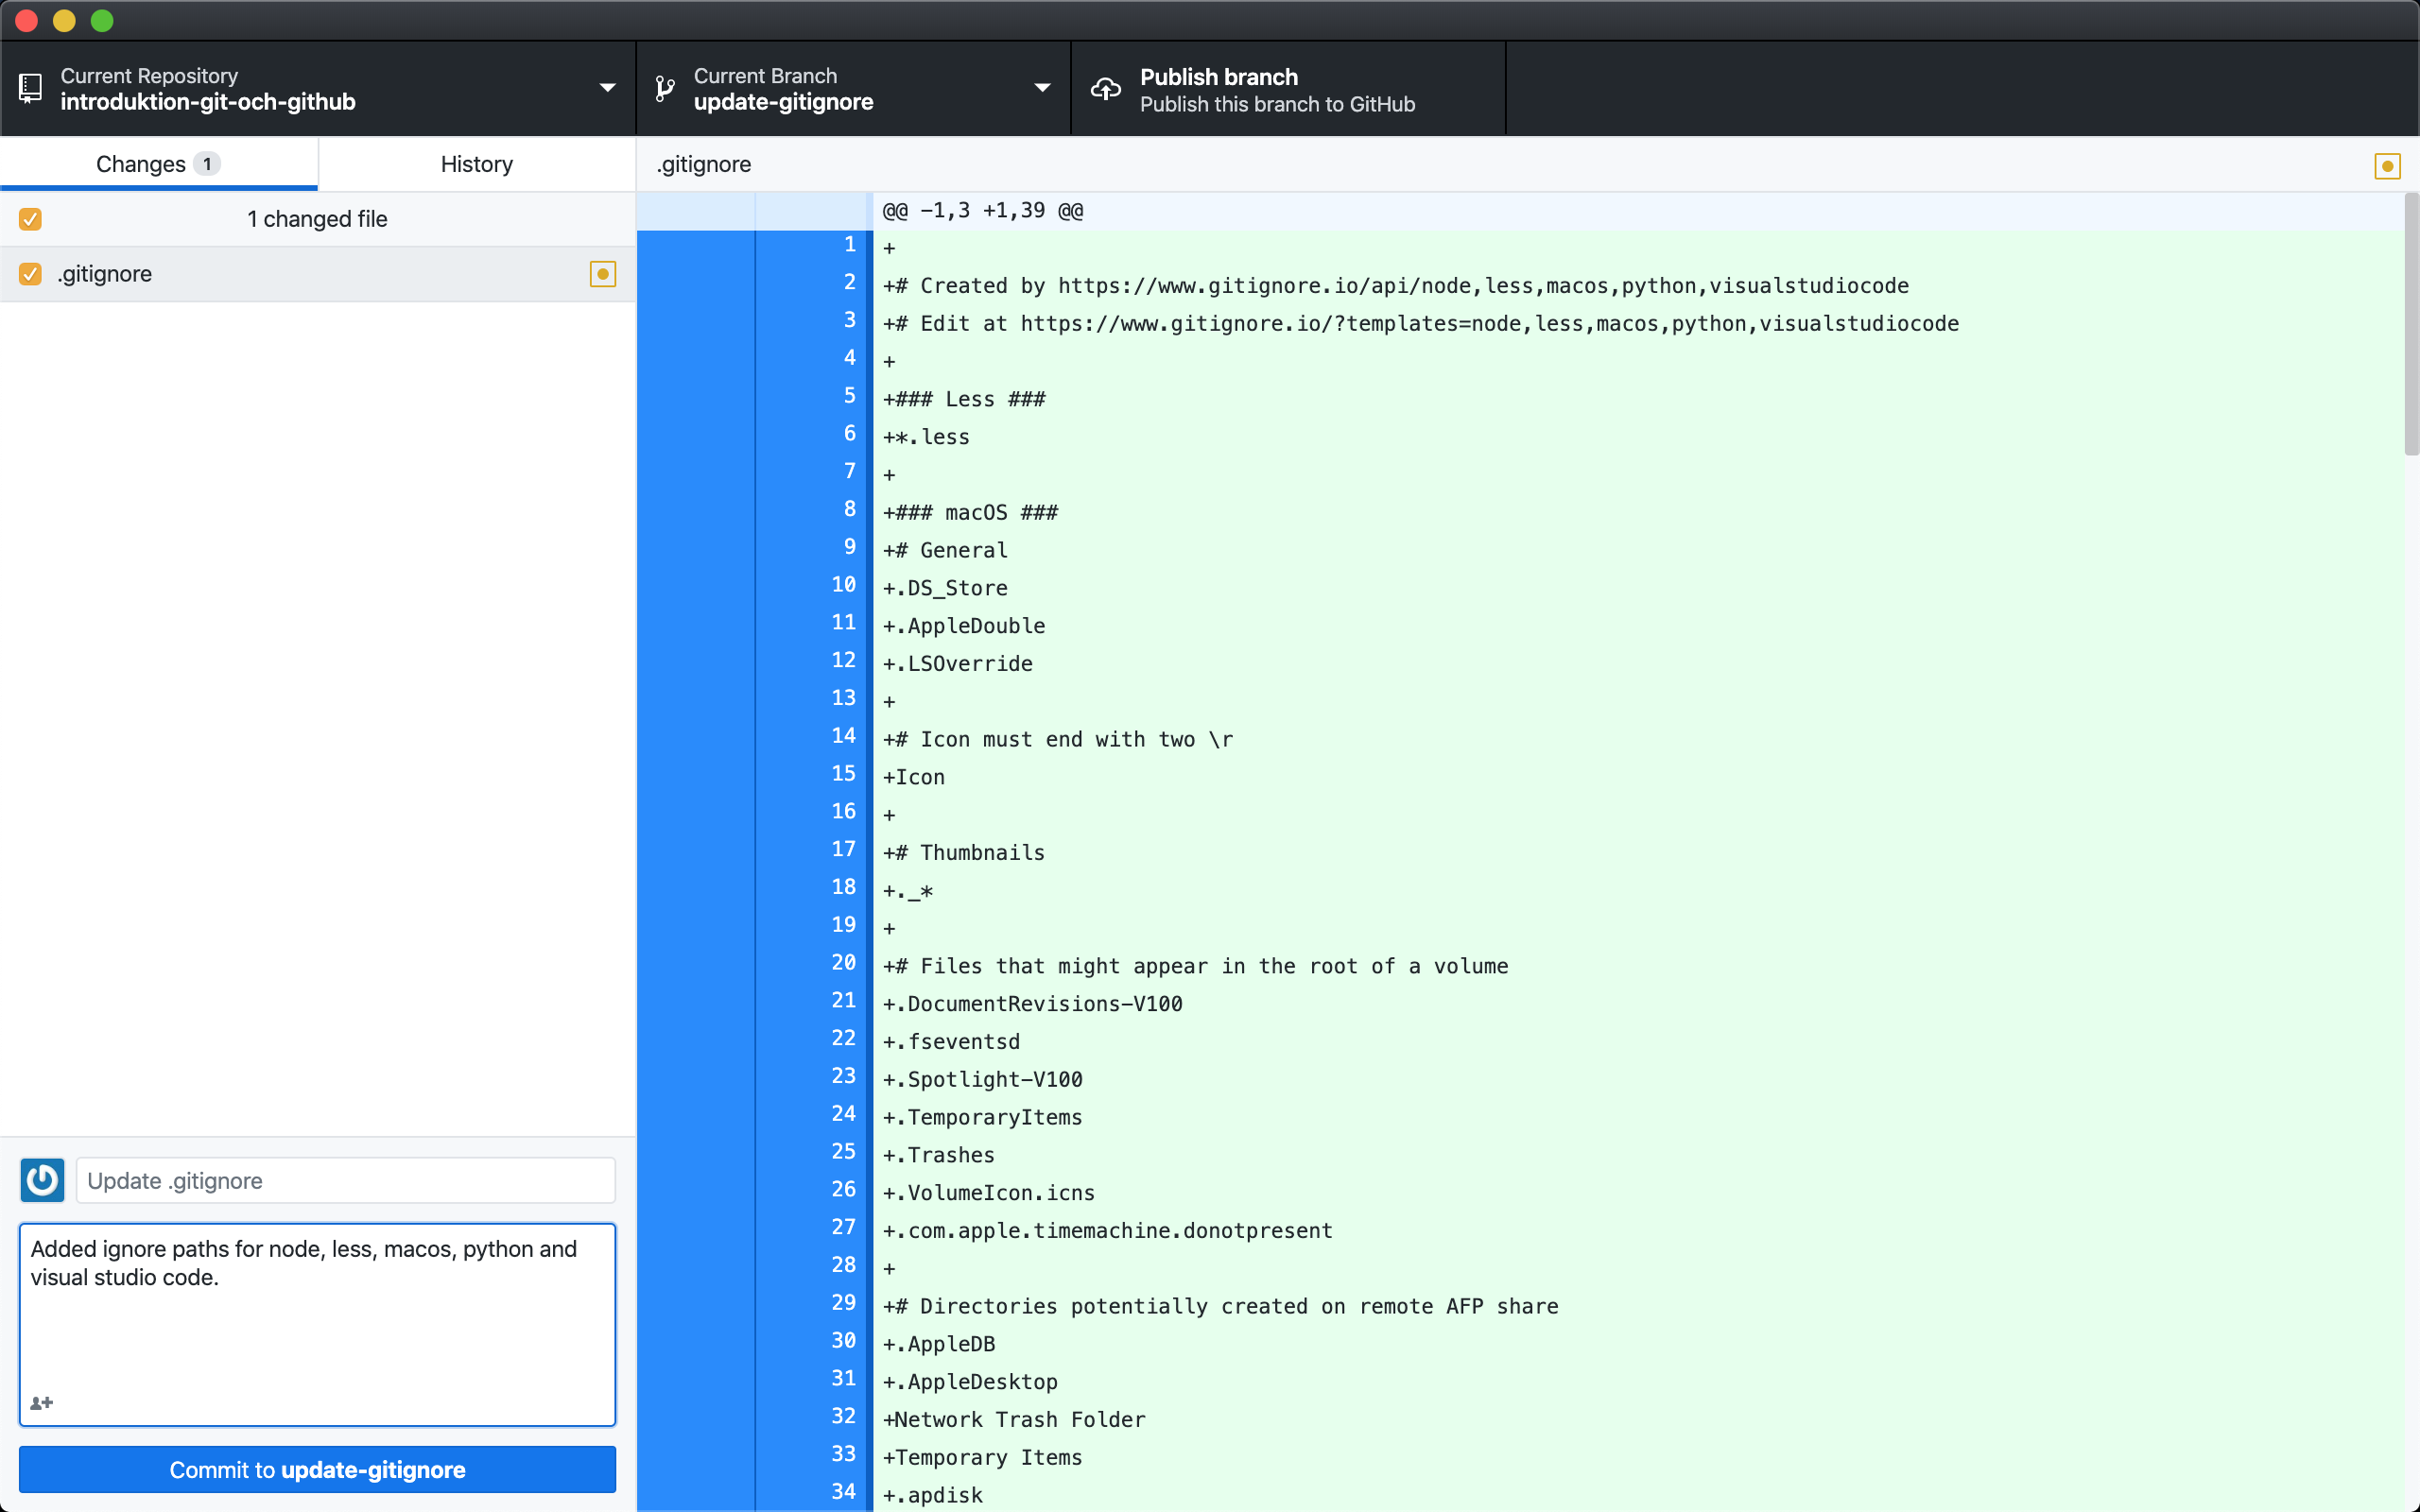 Current Repository
introduktion-git-och-github
Current Branch
update-gitignore
Publish branch
Publish this branch to GitHub
Changes 1
History
1 changed file
.gitignore
Update .gitignore
Added ignore paths for node, less, macos, python and
visual studio code.
Commit to update-gitignore
.gitignore
@@ -1,3 +1,39 @@
1 +
2 +# Created by https://www.gitignore.io/api/node,less,macos,python,visualstudiocode
3 +# Edit at https://www.gitignore.io/?templates=node,less,macos,python,visualstudiocode
4 +
5 +### Less ###
6 +*.less
7 +
8 +### macOS ###
9 +# General
10 +.DS_Store
11 +.AppleDouble
12 +.LSOverride
13 +
14 +# Icon must end with two \r
15 +Icon
16 +
17 +# Thumbnails
18 +._*
19 +
20 +# Files that might appear in the root of a volume
21 +.DocumentRevisions-V100
22 +.fseventsd
23 +.Spotlight-V100
24 +.TemporaryItems
25 +.Trashes
26 +.VolumeIcon.icns
27 +.com.apple.timemachine.donotpresent
28 +
29 +# Directories potentially created on remote AFP share
30 +.AppleDB
31 +.AppleDesktop
32 +Network Trash Folder
33 +Temporary Items
34 +.apdisk